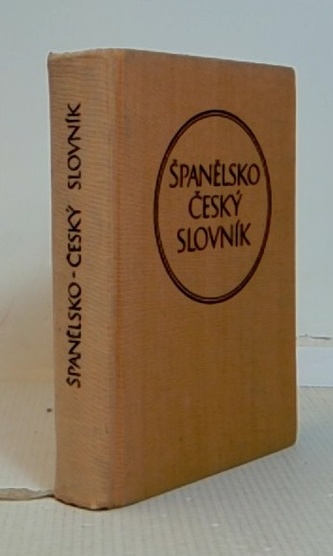 ŠPANĚLSKO - ČESKÝ SLOVNÍK
ŠPANĚLSKO
ČESKÝ
SLOVNÍK